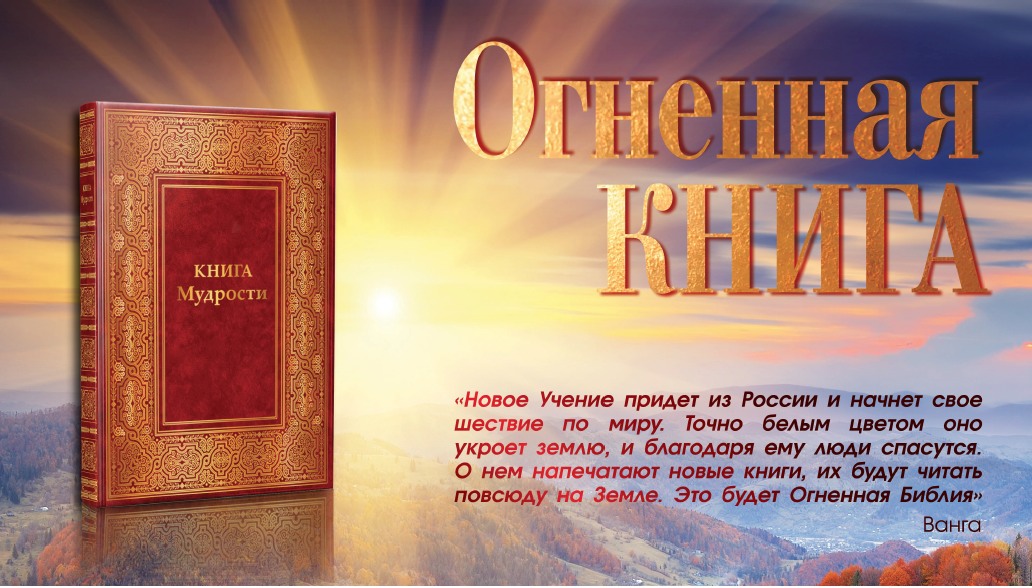 Огненная
КНИГА
КНИГА
Мудрости
КНИГА
Мудрости
«Новое Учение придет из России и начнет свое
шествие по миру. Точно белым цветом оно
укроет землю, и благодаря ему люди спасутся.
О нем напечатают новые книги, их будут читать
повсюду на Земле. Это будет Огненная Библия»
Ванга